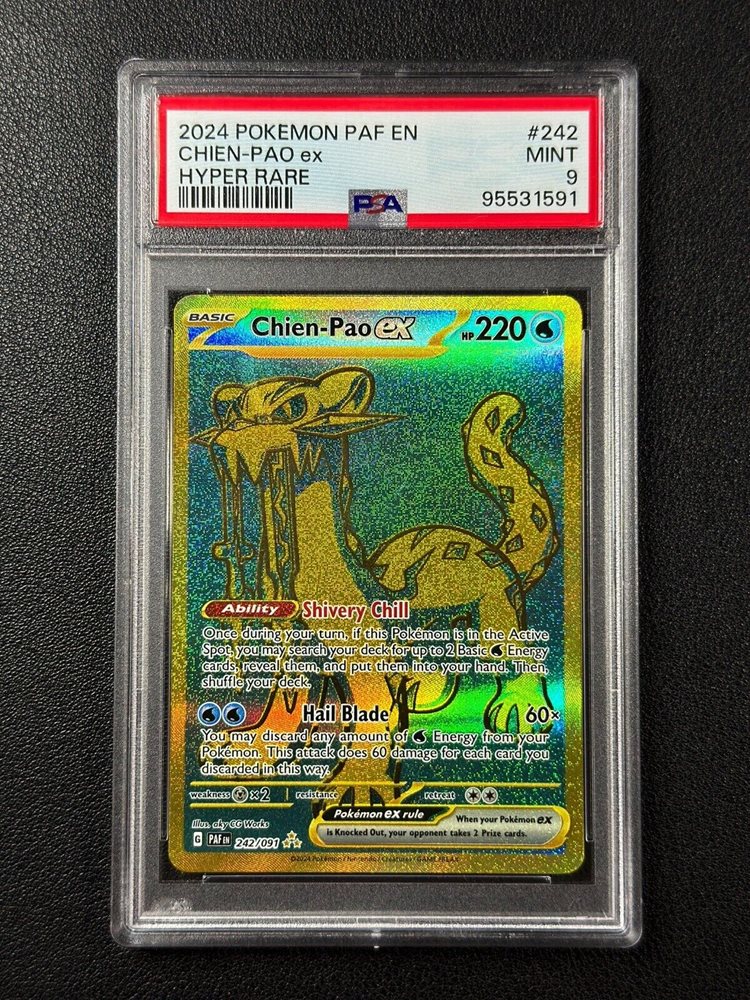 2024 POKEMON PAF EN #242
CHIEN-PAO ex MINT
HYPER RARE 9
PSA 95531591
BASIC Chien-Pao ex HP 220
Ability Shivery Chill
Once during your turn, if this Pokémon is in the Active
Spot, you may search your deck for up to 2 Basic Energy
cards, reveal them, and put them into your hand. Then,
shuffle your deck.
Hail Blade 60×
You may discard any amount of Energy from your
Pokémon. This attack does 60 damage for each card you
discarded in this way.
weakness ×2 resistance retreat
Illus. aky CG Works
Pokémon ex rule When your Pokémon ex
is Knocked Out, your opponent takes 2 Prize cards.
G PAF EN 242/091
©2024 Pokémon / Nintendo / Creatures / GAME FREAK